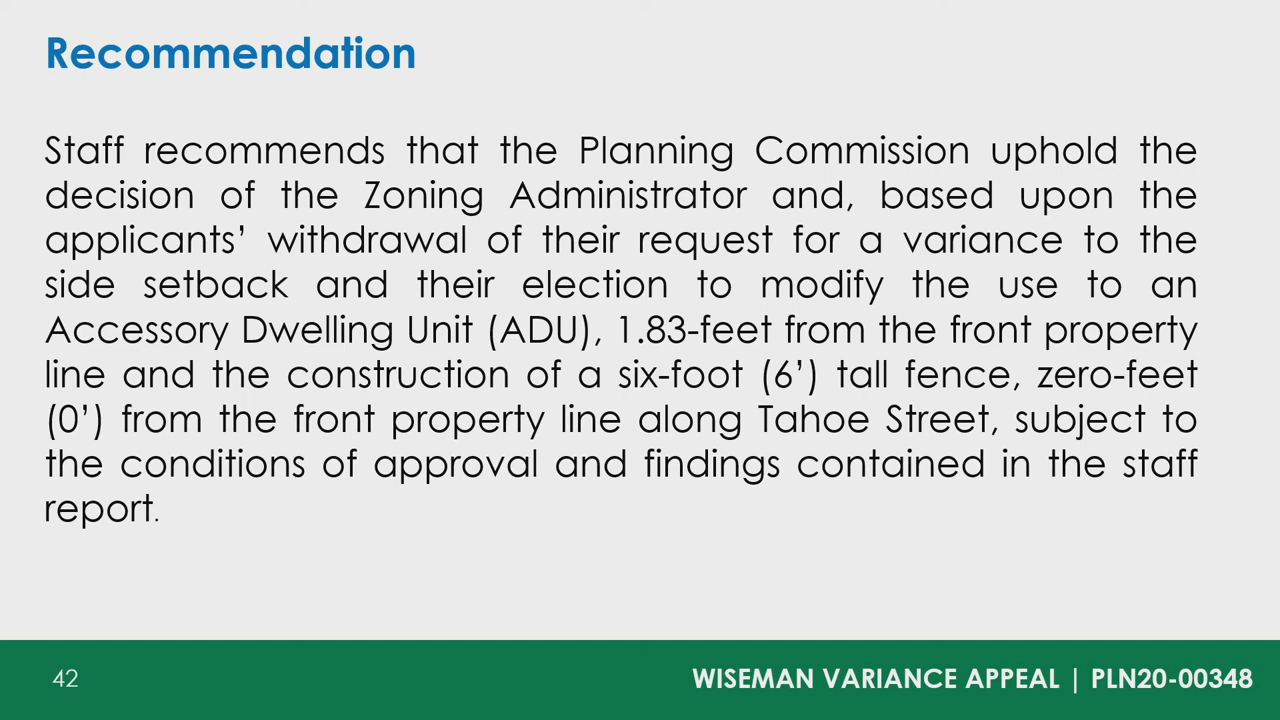 Recommendation
Staff recommends that the Planning Commission uphold the
decision of the Zoning Administrator and, based upon the
applicants’ withdrawal of their request for a variance to the
side setback and their election to modify the use to an
Accessory Dwelling Unit (ADU), 1.83-feet from the front property
line and the construction of a six-foot (6’) tall fence, zero-feet
(0’) from the front property line along Tahoe Street, subject to
the conditions of approval and findings contained in the staff
report.
42
WISEMAN VARIANCE APPEAL | PLN20-00348